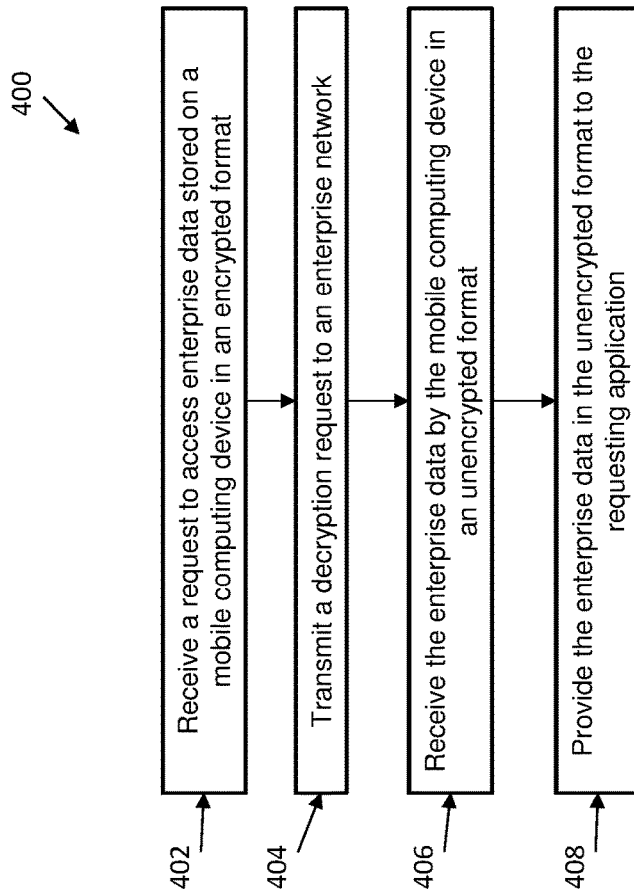 400
402
Receive a request to access enterprise data stored on a
mobile computing device in an encrypted format
404
Transmit a decryption request to an enterprise network
406
Receive the enterprise data by the mobile computing device in
an unencrypted format
408
Provide the enterprise data in the unencrypted format to the
requesting application